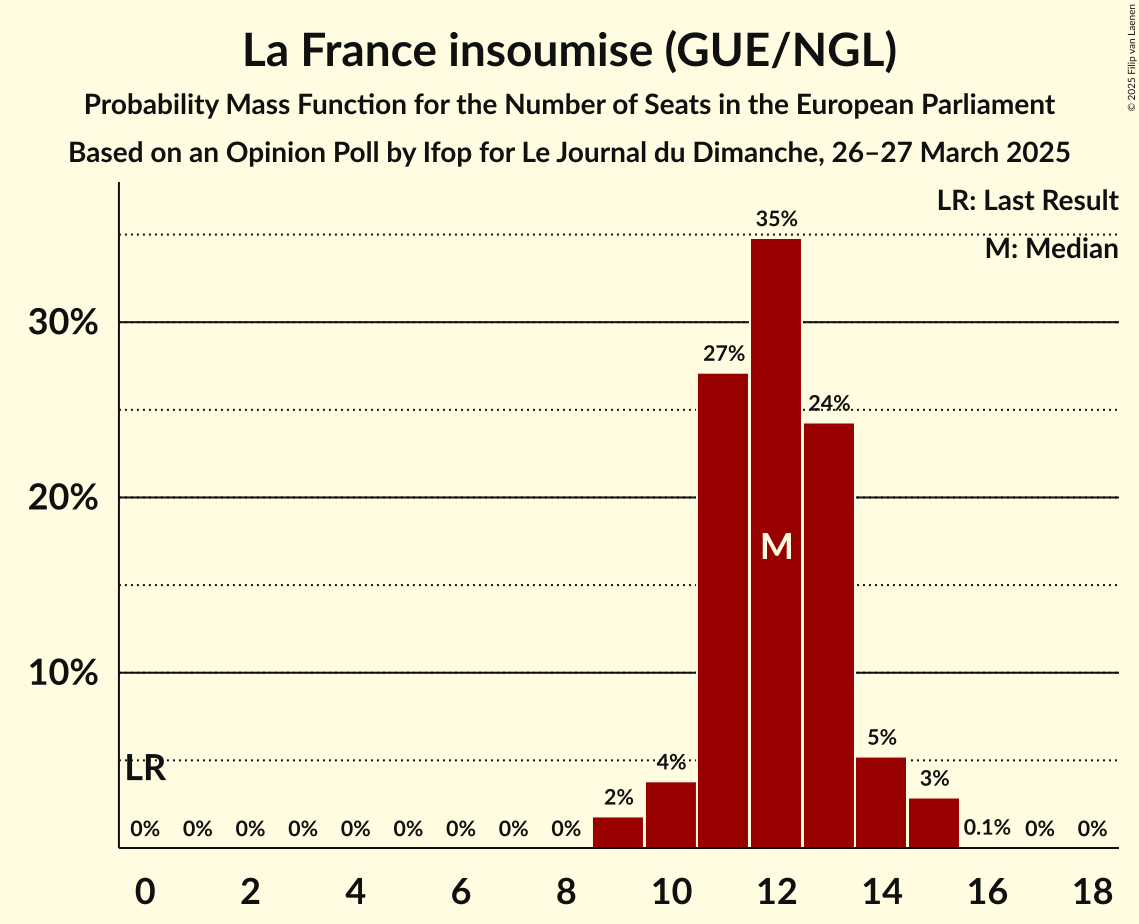 La France insoumise (GUE/NGL)
Probability Mass Function for the Number of Seats in the European Parliament
Based on an Opinion Poll by Ifop for Le Journal du Dimanche, 26–27 March 2025
© 2025 Filip van Laenen
LR: Last Result
M: Median
35%
30%
27%
24%
20%
M
10%
LR
5%
4%
3%
2%
0% 0% 0% 0% 0% 0% 0% 0% 0% 0.1% 0% 0%
0 2 4 6 8 10 12 14 16 18